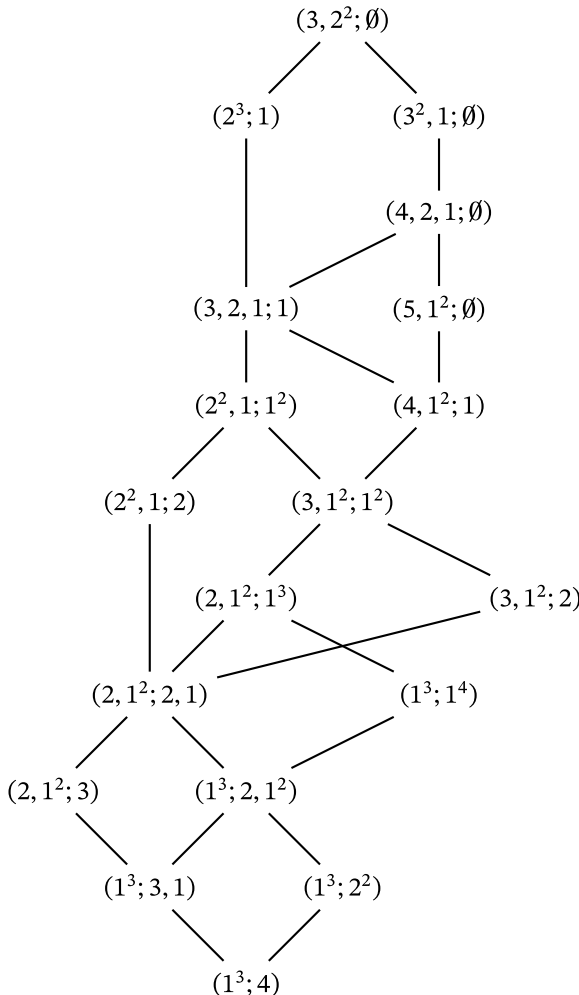 (3, 2²; ∅)
(2³; 1) (3², 1; ∅)
(4, 2, 1; ∅)
(3, 2, 1; 1) (5, 1²; ∅)
(2², 1; 1²) (4, 1²; 1)
(2², 1; 2) (3, 1²; 1²)
(2, 1²; 1³) (3, 1²; 2)
(2, 1²; 2, 1) (1³; 1⁴)
(2, 1²; 3) (1³; 2, 1²)
(1³; 3, 1) (1³; 2²)
(1³; 4)